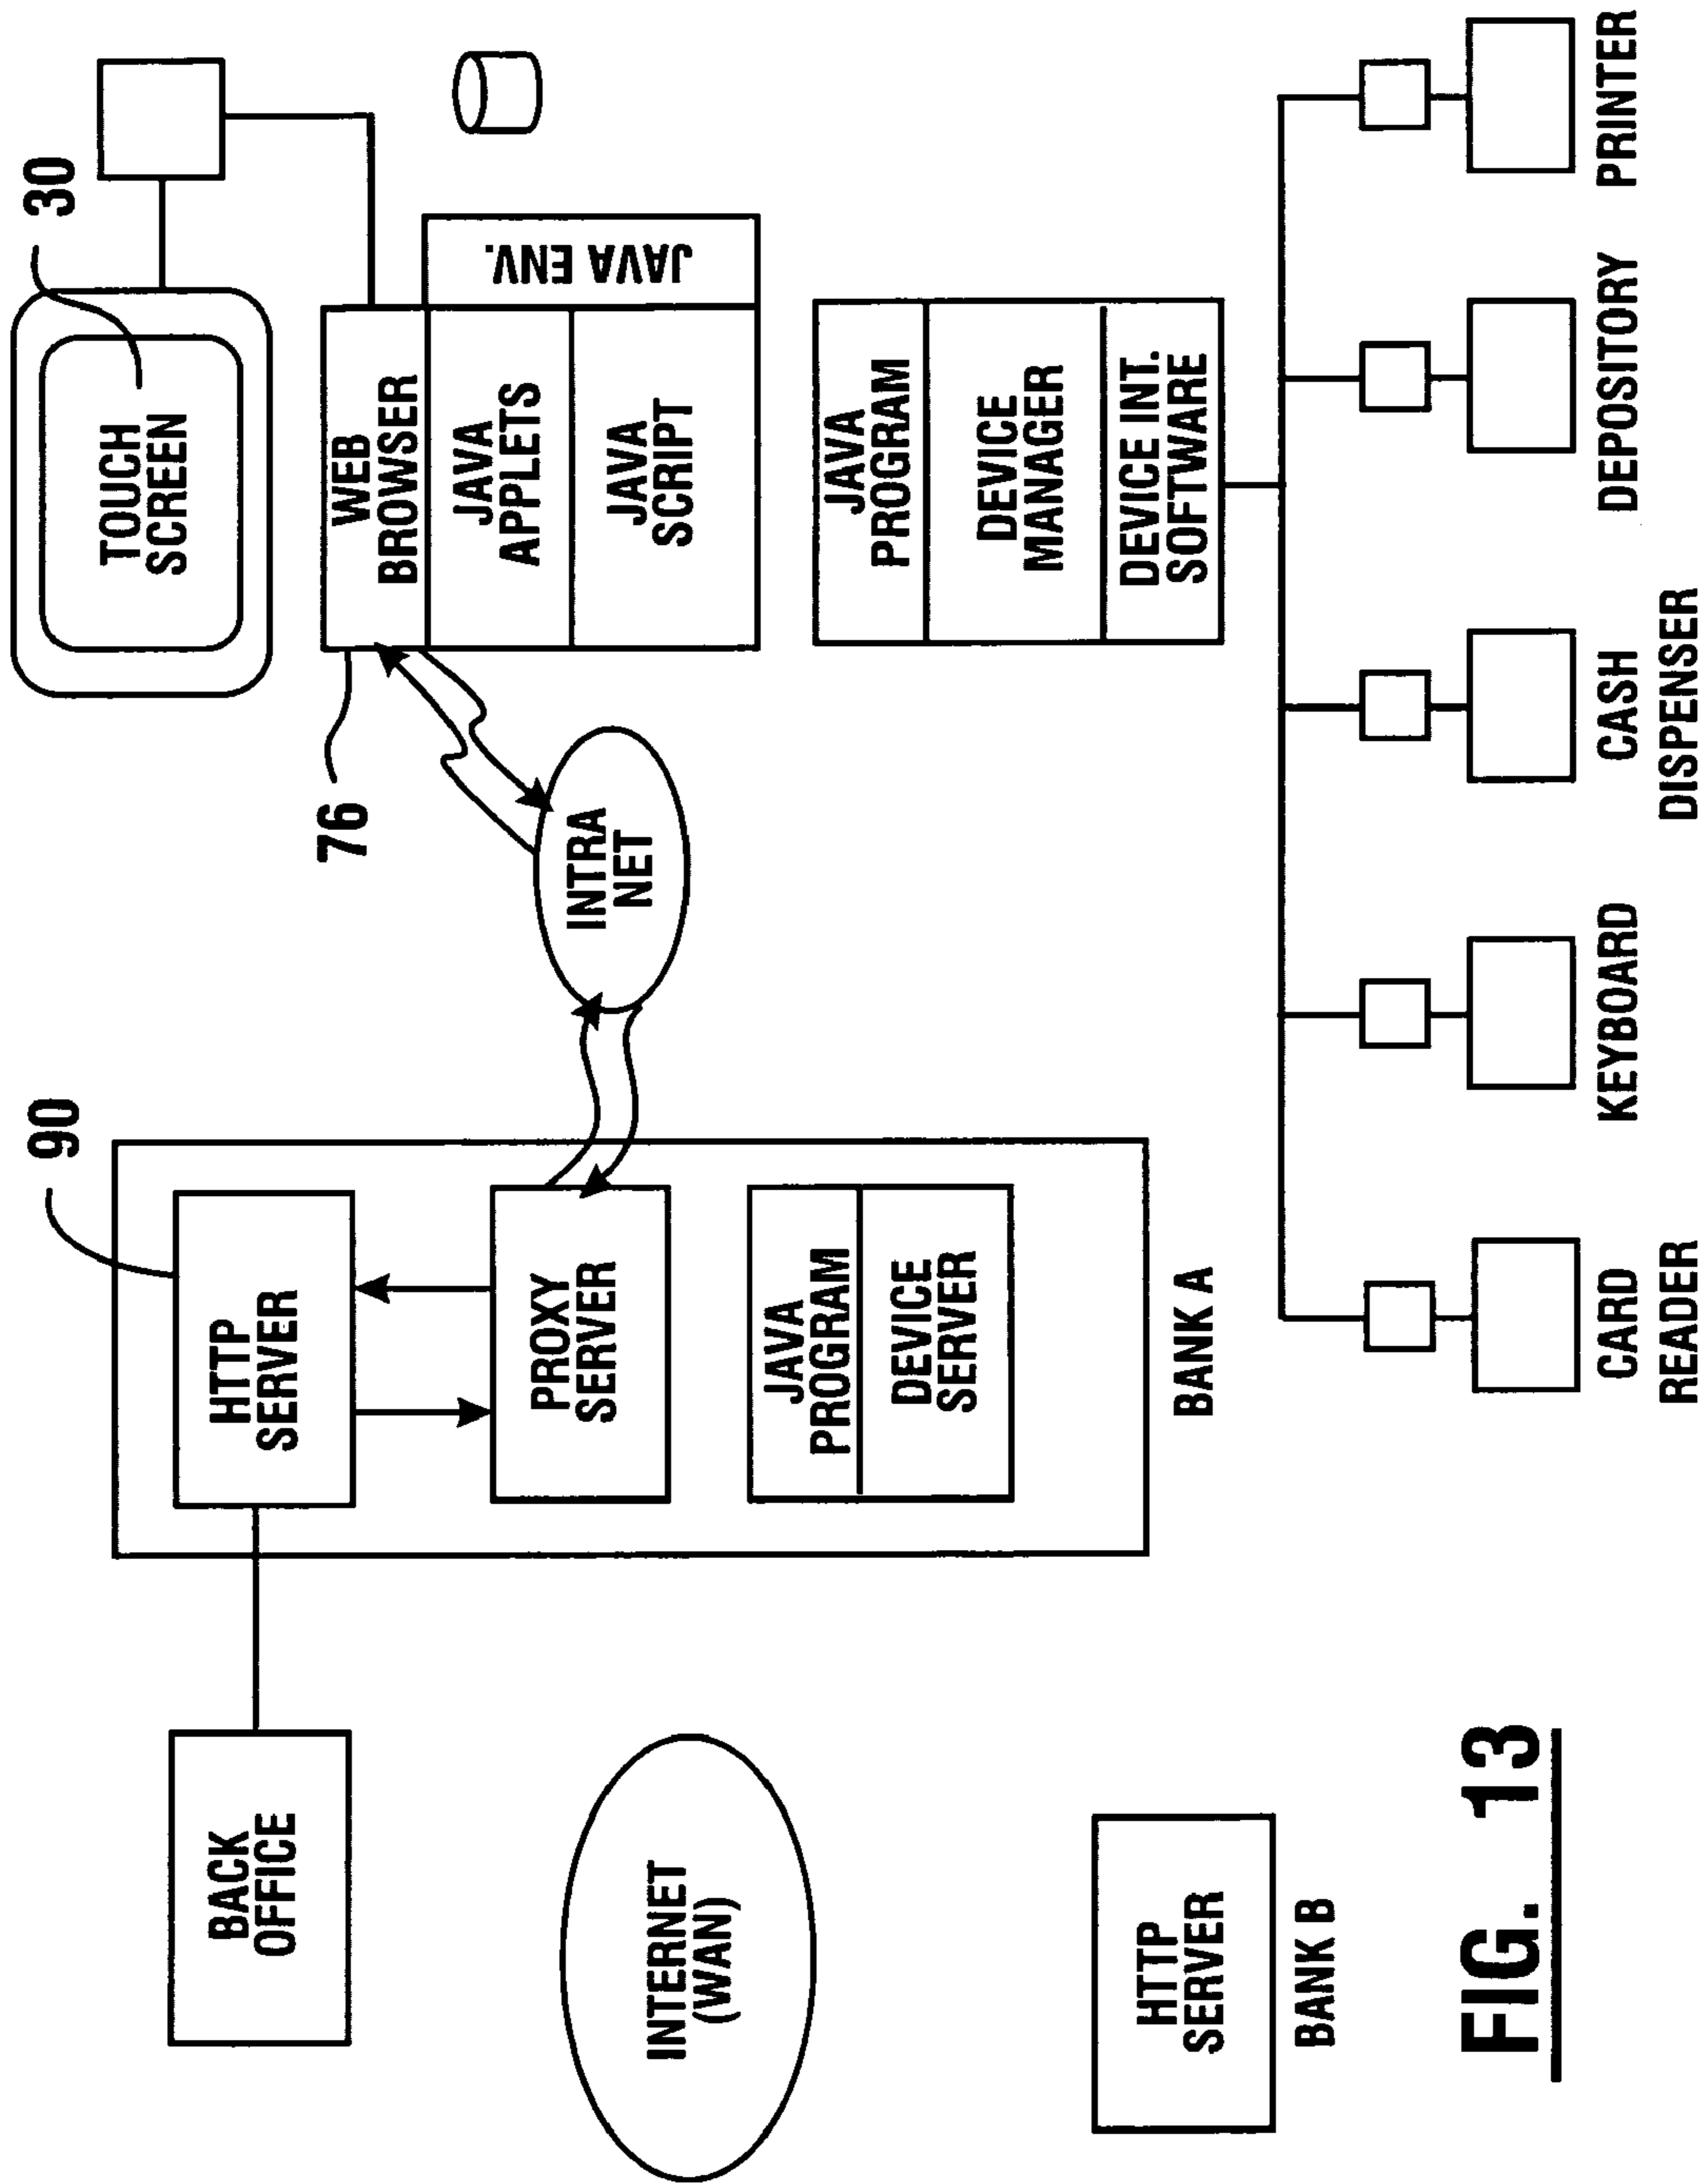 BACK
OFFICE
90
HTTP
SERVER
PROXY
SERVER
JAVA
PROGRAM
DEVICE
SERVER
BANK A
INTERNET
(WAN)
HTTP
SERVER
BANK B
INTRA
NET
30
TOUCH
SCREEN
76
WEB
BROWSER
JAVA
APPLETS
JAVA
SCRIPT
JAVA ENV.
JAVA
PROGRAM
DEVICE
MANAGER
DEVICE INT.
SOFTWARE
CARD
READER
KEYBOARD
CASH
DISPENSER
DEPOSITORY
PRINTER
FIG. 13